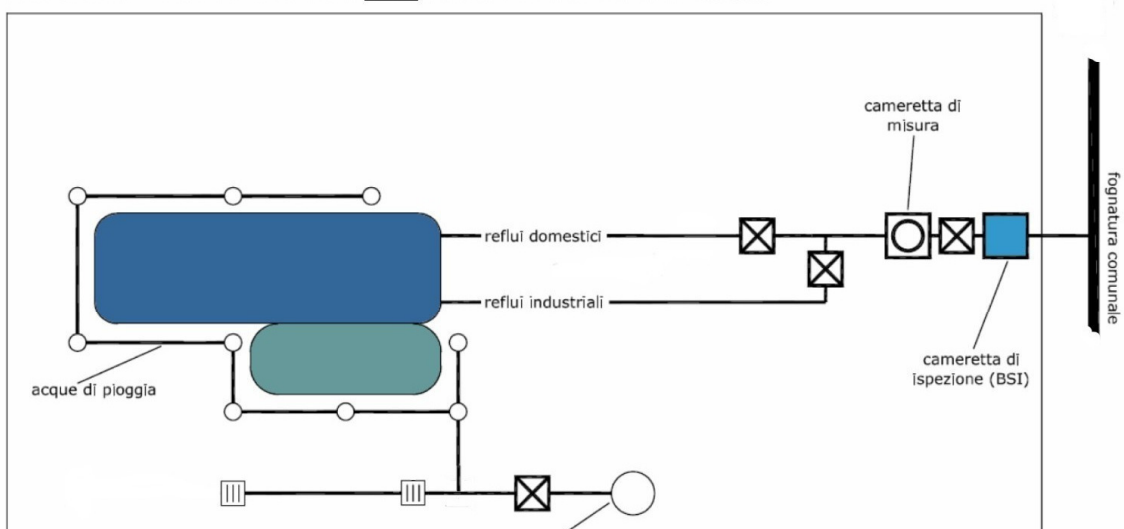 cameretta di
misura
fognatura comunale
reflui domestici
reflui industriali
cameretta di
ispezione (BSI)
acque di pioggia